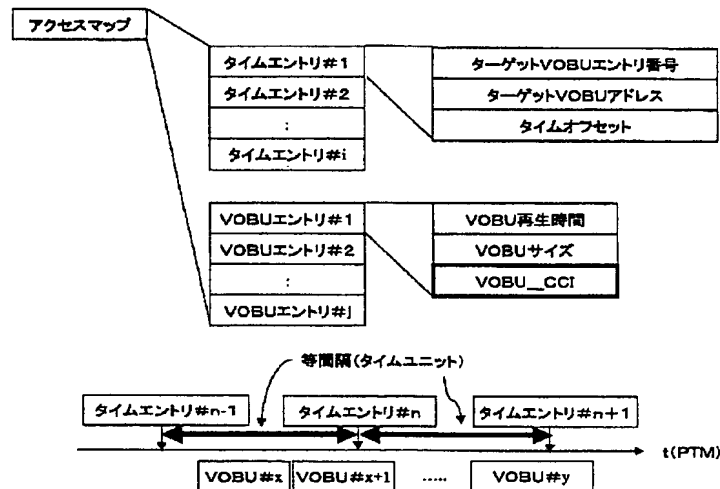 アクセスマップ
タイムエントリ#1
タイムエントリ#2
:
タイムエントリ#i
ターゲットVOBUエントリ番号
ターゲットVOBUアドレス
タイムオフセット
VOBUエントリ#1
VOBUエントリ#2
:
VOBUエントリ#j
VOBU再生時間
VOBUサイズ
VOBU__CCI
等間隔(タイムユニット)
タイムエントリ#n-1 タイムエントリ#n タイムエントリ#n+1
t(PTM)
VOBU#x VOBU#x+1 ..... VOBU#y